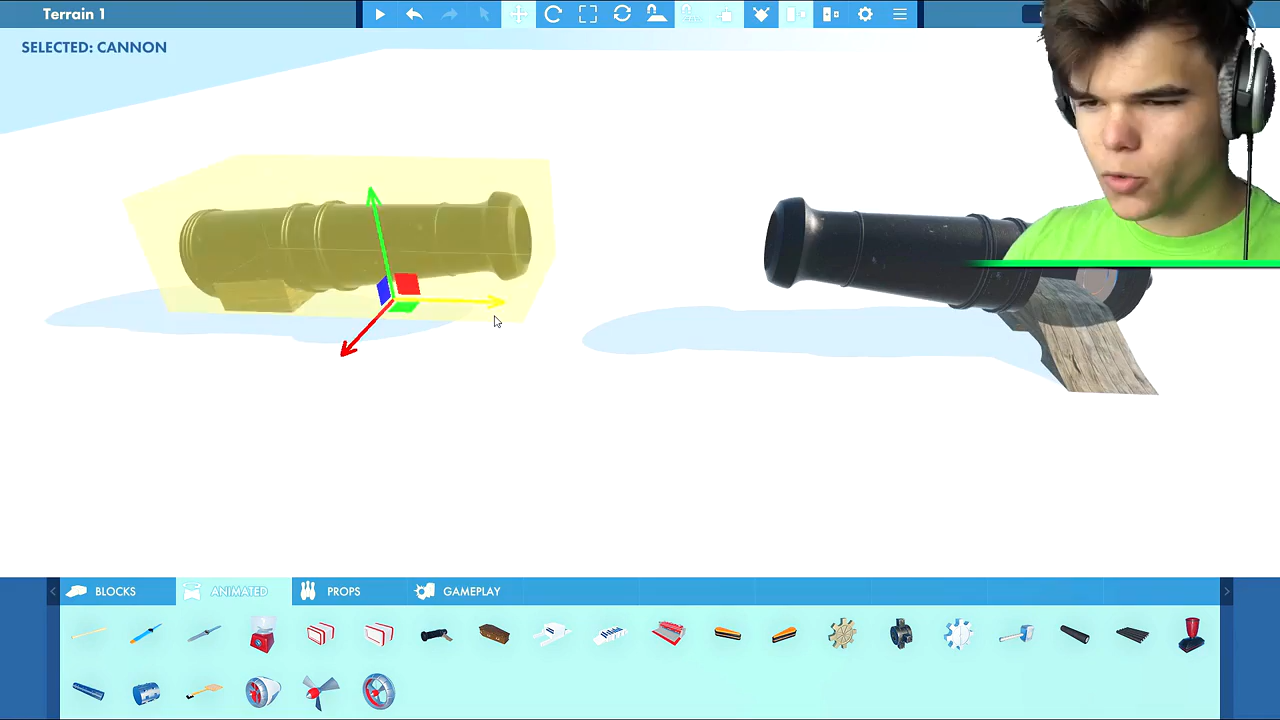 Terrain 1
SELECTED: CANNON
BLOCKS
ANIMATED
PROPS
GAMEPLAY